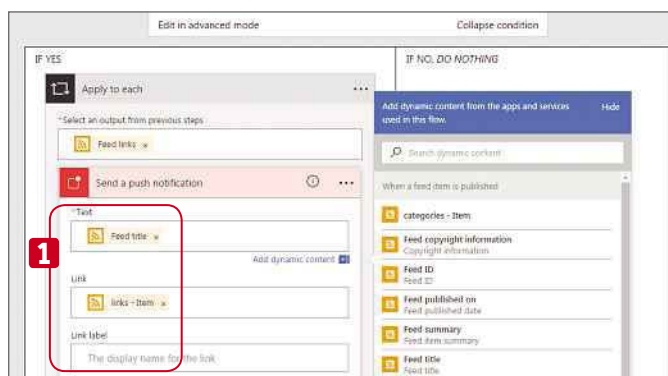 Edit in advanced mode
Collapse condition
IF YES
IF NO, DO NOTHING
Apply to each
*Select an output from previous steps
Feed links x
Send a push notification
*Text
Feed title x
Add dynamic content
Link
links - Item x
Link label
The display name for the link
1
Add dynamic content from the apps and services
used in this flow.
Hide
Search dynamic content
When a feed item is published
categories - Item
Feed copyright information
Copyright information
Feed ID
Feed ID
Feed published on
Feed published date
Feed summary
Feed item summary
Feed title
Feed title